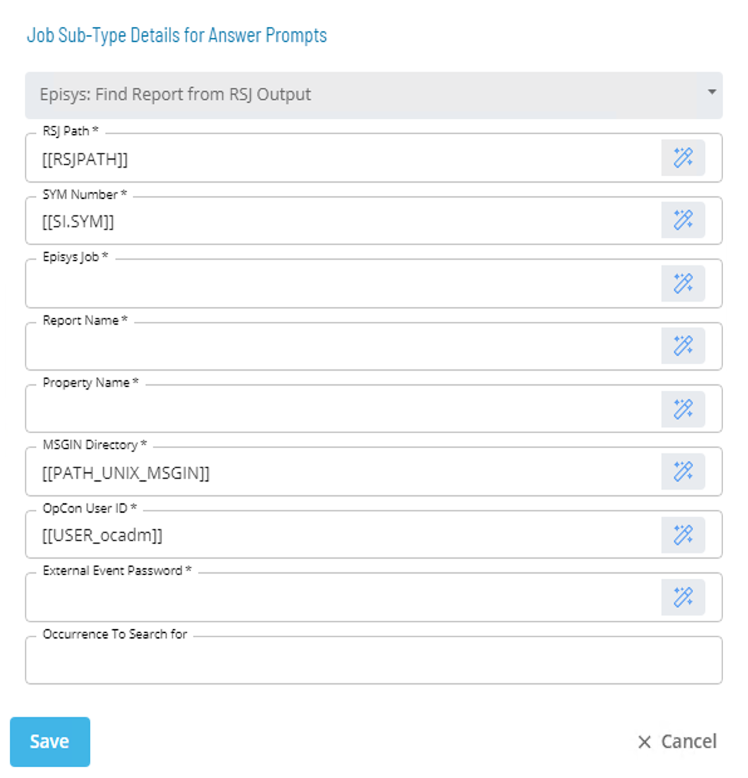 Job Sub-Type Details for Answer Prompts
Episys: Find Report from RSJ Output
RSJ Path *
[[RSJPATH]]
SYM Number *
[[SI.SYM]]
Episys Job *
Report Name *
Property Name *
MSGIN Directory *
[[PATH_UNIX_MSGIN]]
OpCon User ID *
[[USER_ocadm]]
External Event Password *
Occurrence To Search for
Save
× Cancel